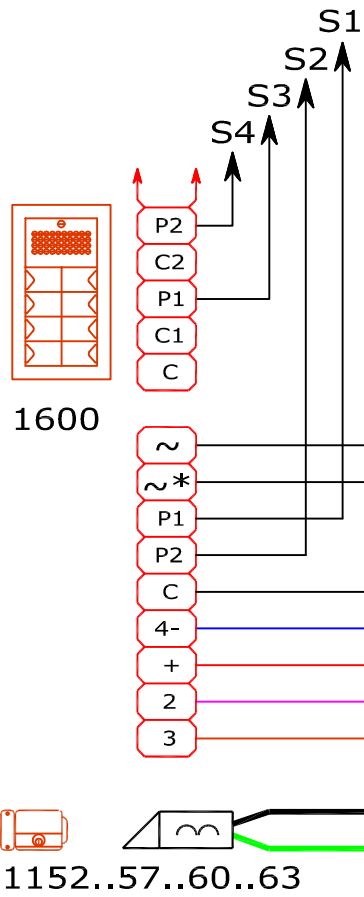 S1
S2
S3
S4
P2
C2
P1
C1
C
1600
~
~*
P1
P2
C
4-
+
2
3
1152..57..60..63